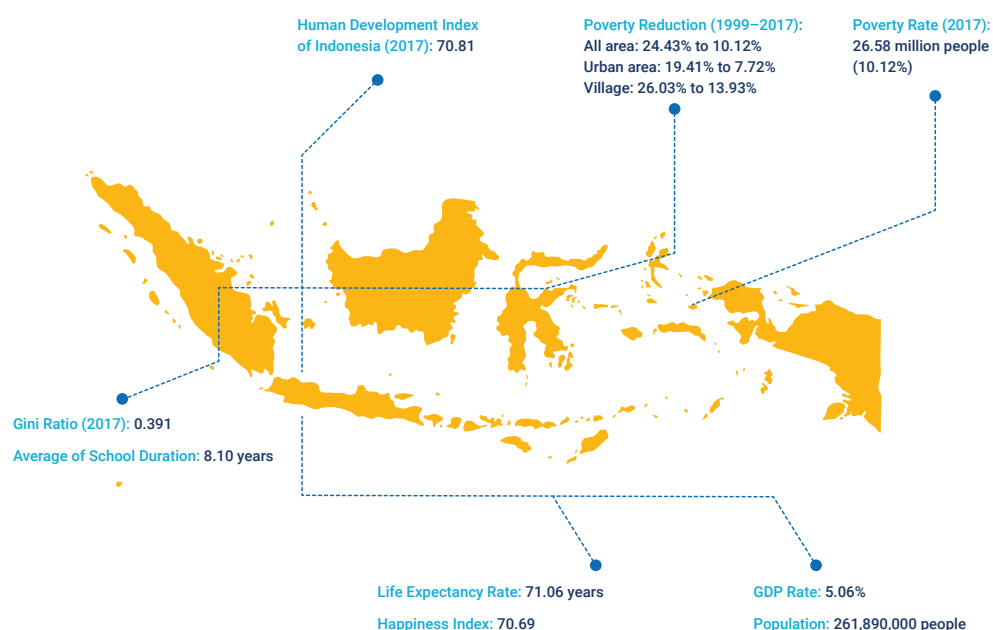 Human Development Index
of Indonesia (2017): 70.81
Poverty Reduction (1999–2017):
All area: 24.43% to 10.12%
Urban area: 19.41% to 7.72%
Village: 26.03% to 13.93%
Poverty Rate (2017):
26.58 million people
(10.12%)
Gini Ratio (2017): 0.391
Average of School Duration: 8.10 years
Life Expectancy Rate: 71.06 years
Happiness Index: 70.69
GDP Rate: 5.06%
Population: 261,890,000 people